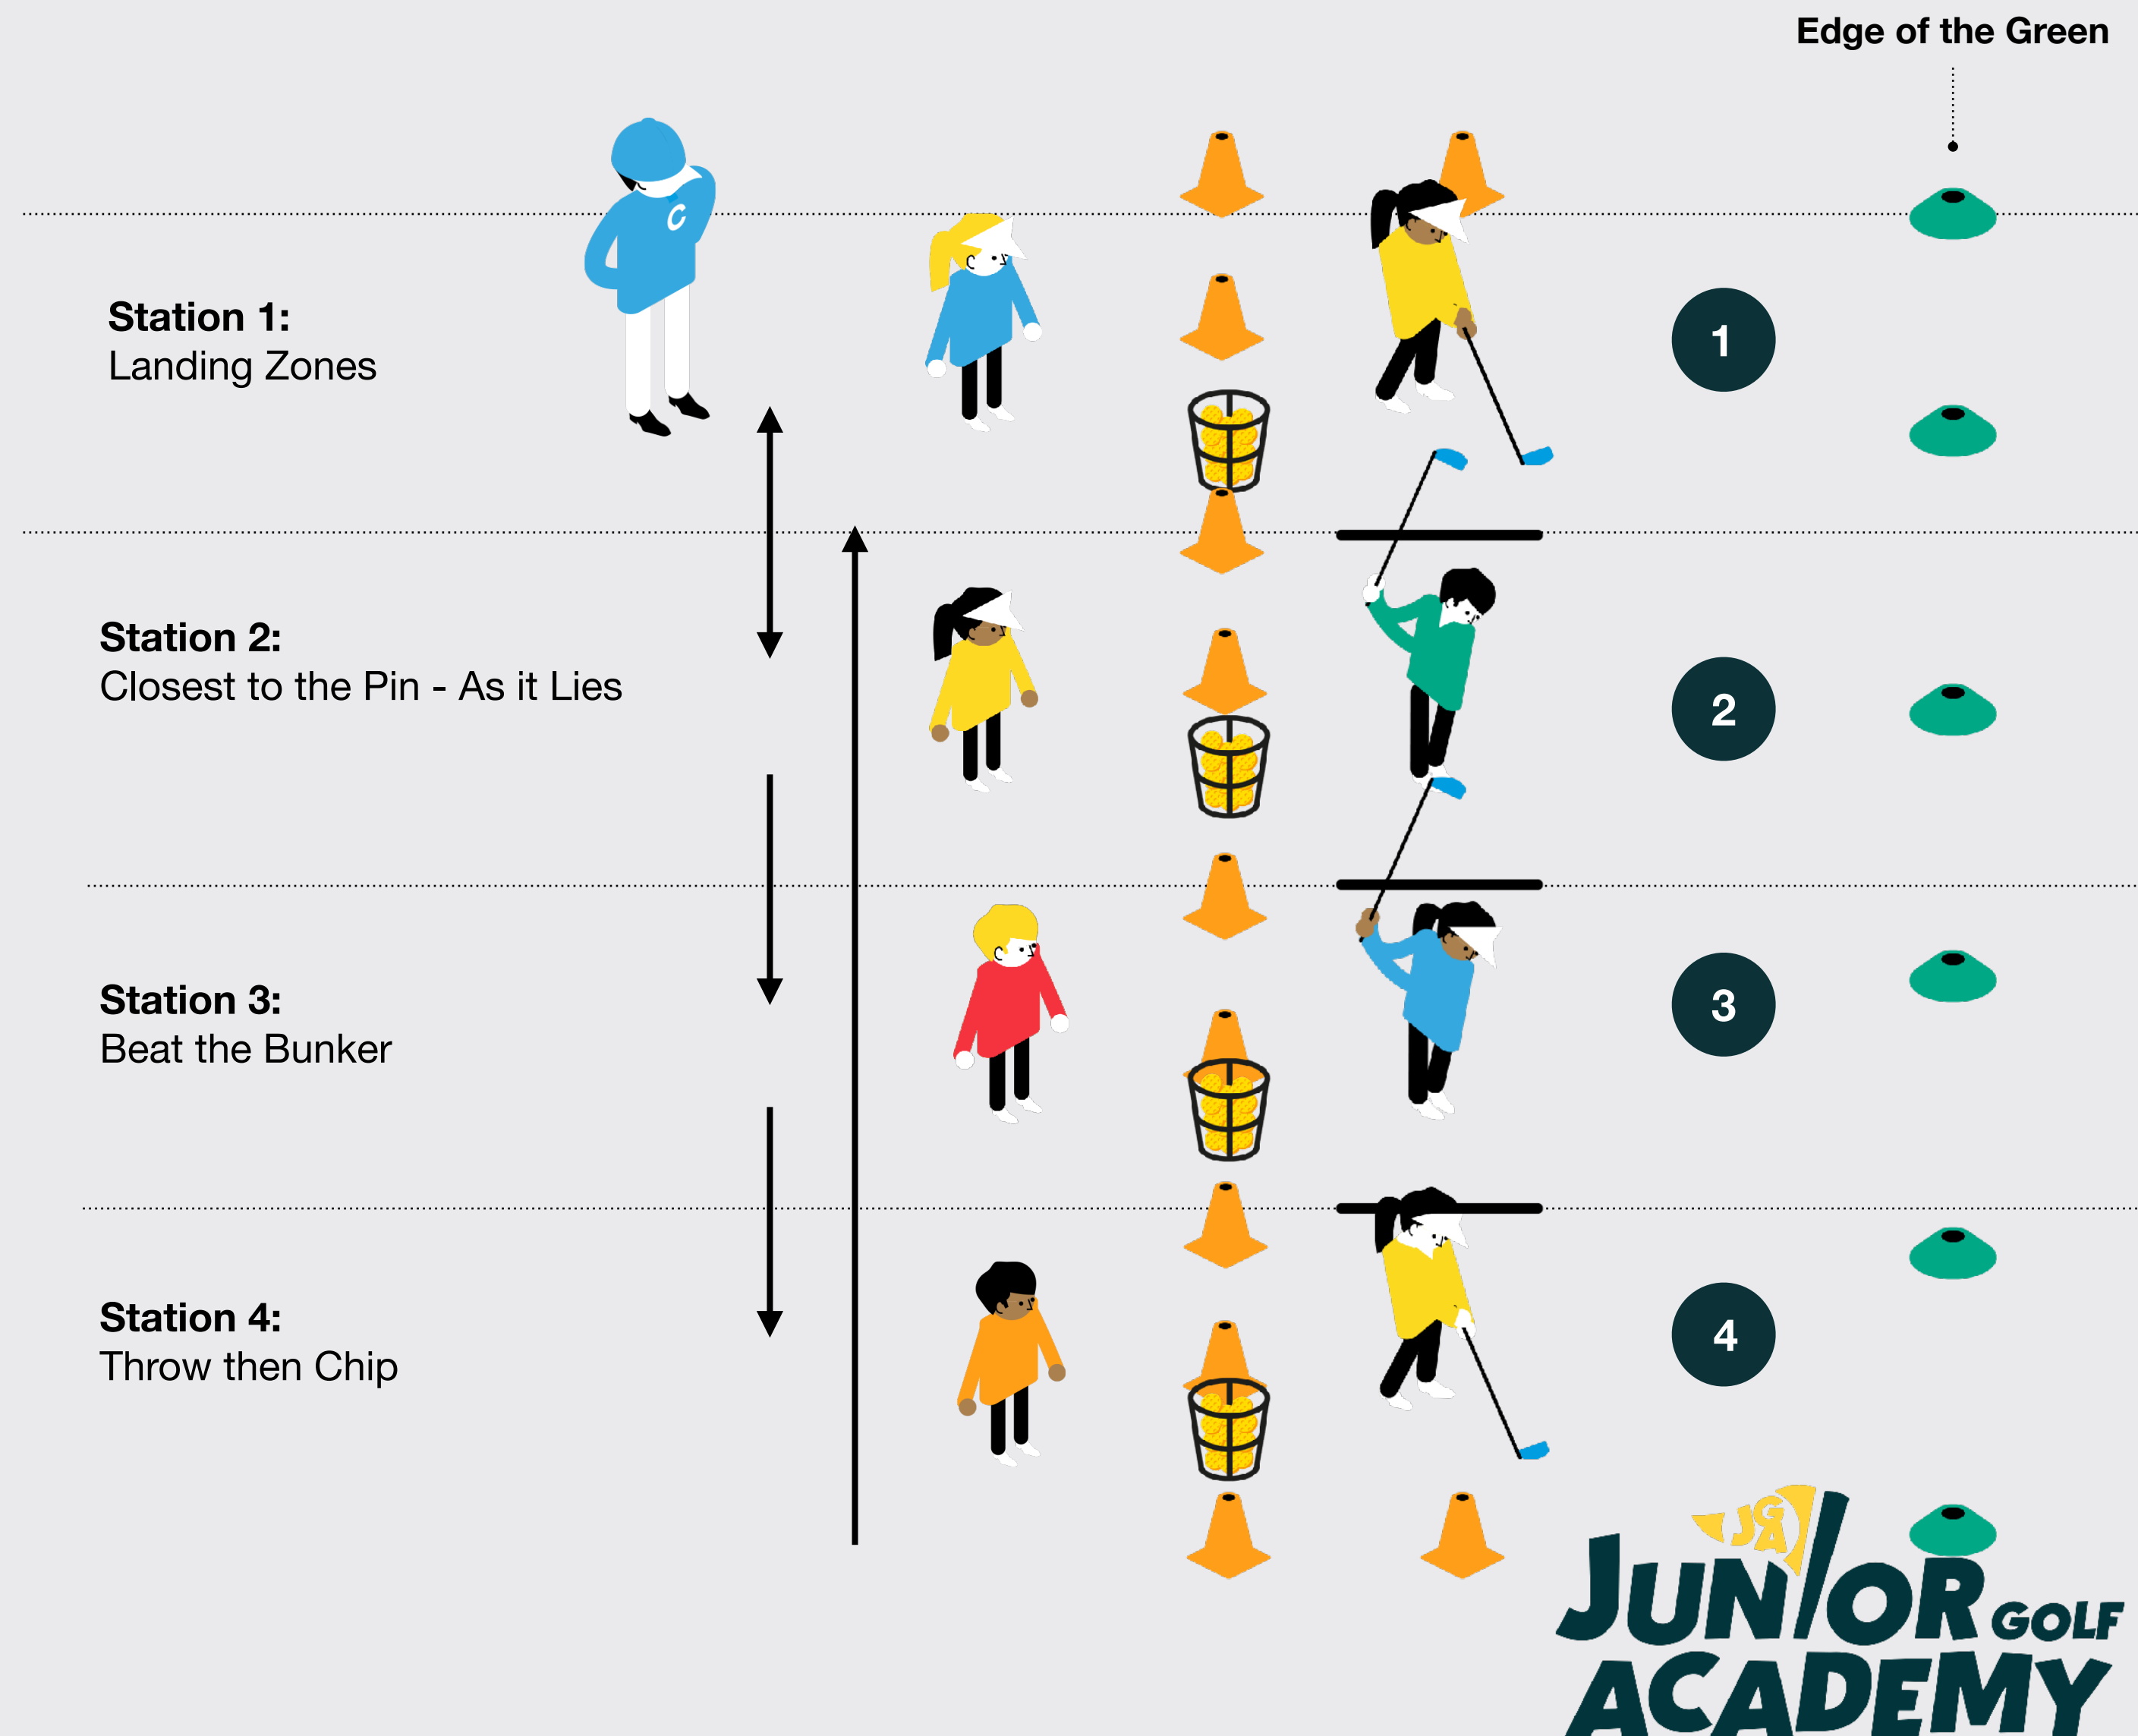 Edge of the Green
C
Station 1:
Landing Zones
1
Station 2:
Closest to the Pin - As it Lies
2
Station 3:
Beat the Bunker
3
Station 4:
Throw then Chip
4
JGA
JUNIOR GOLF
ACADEMY